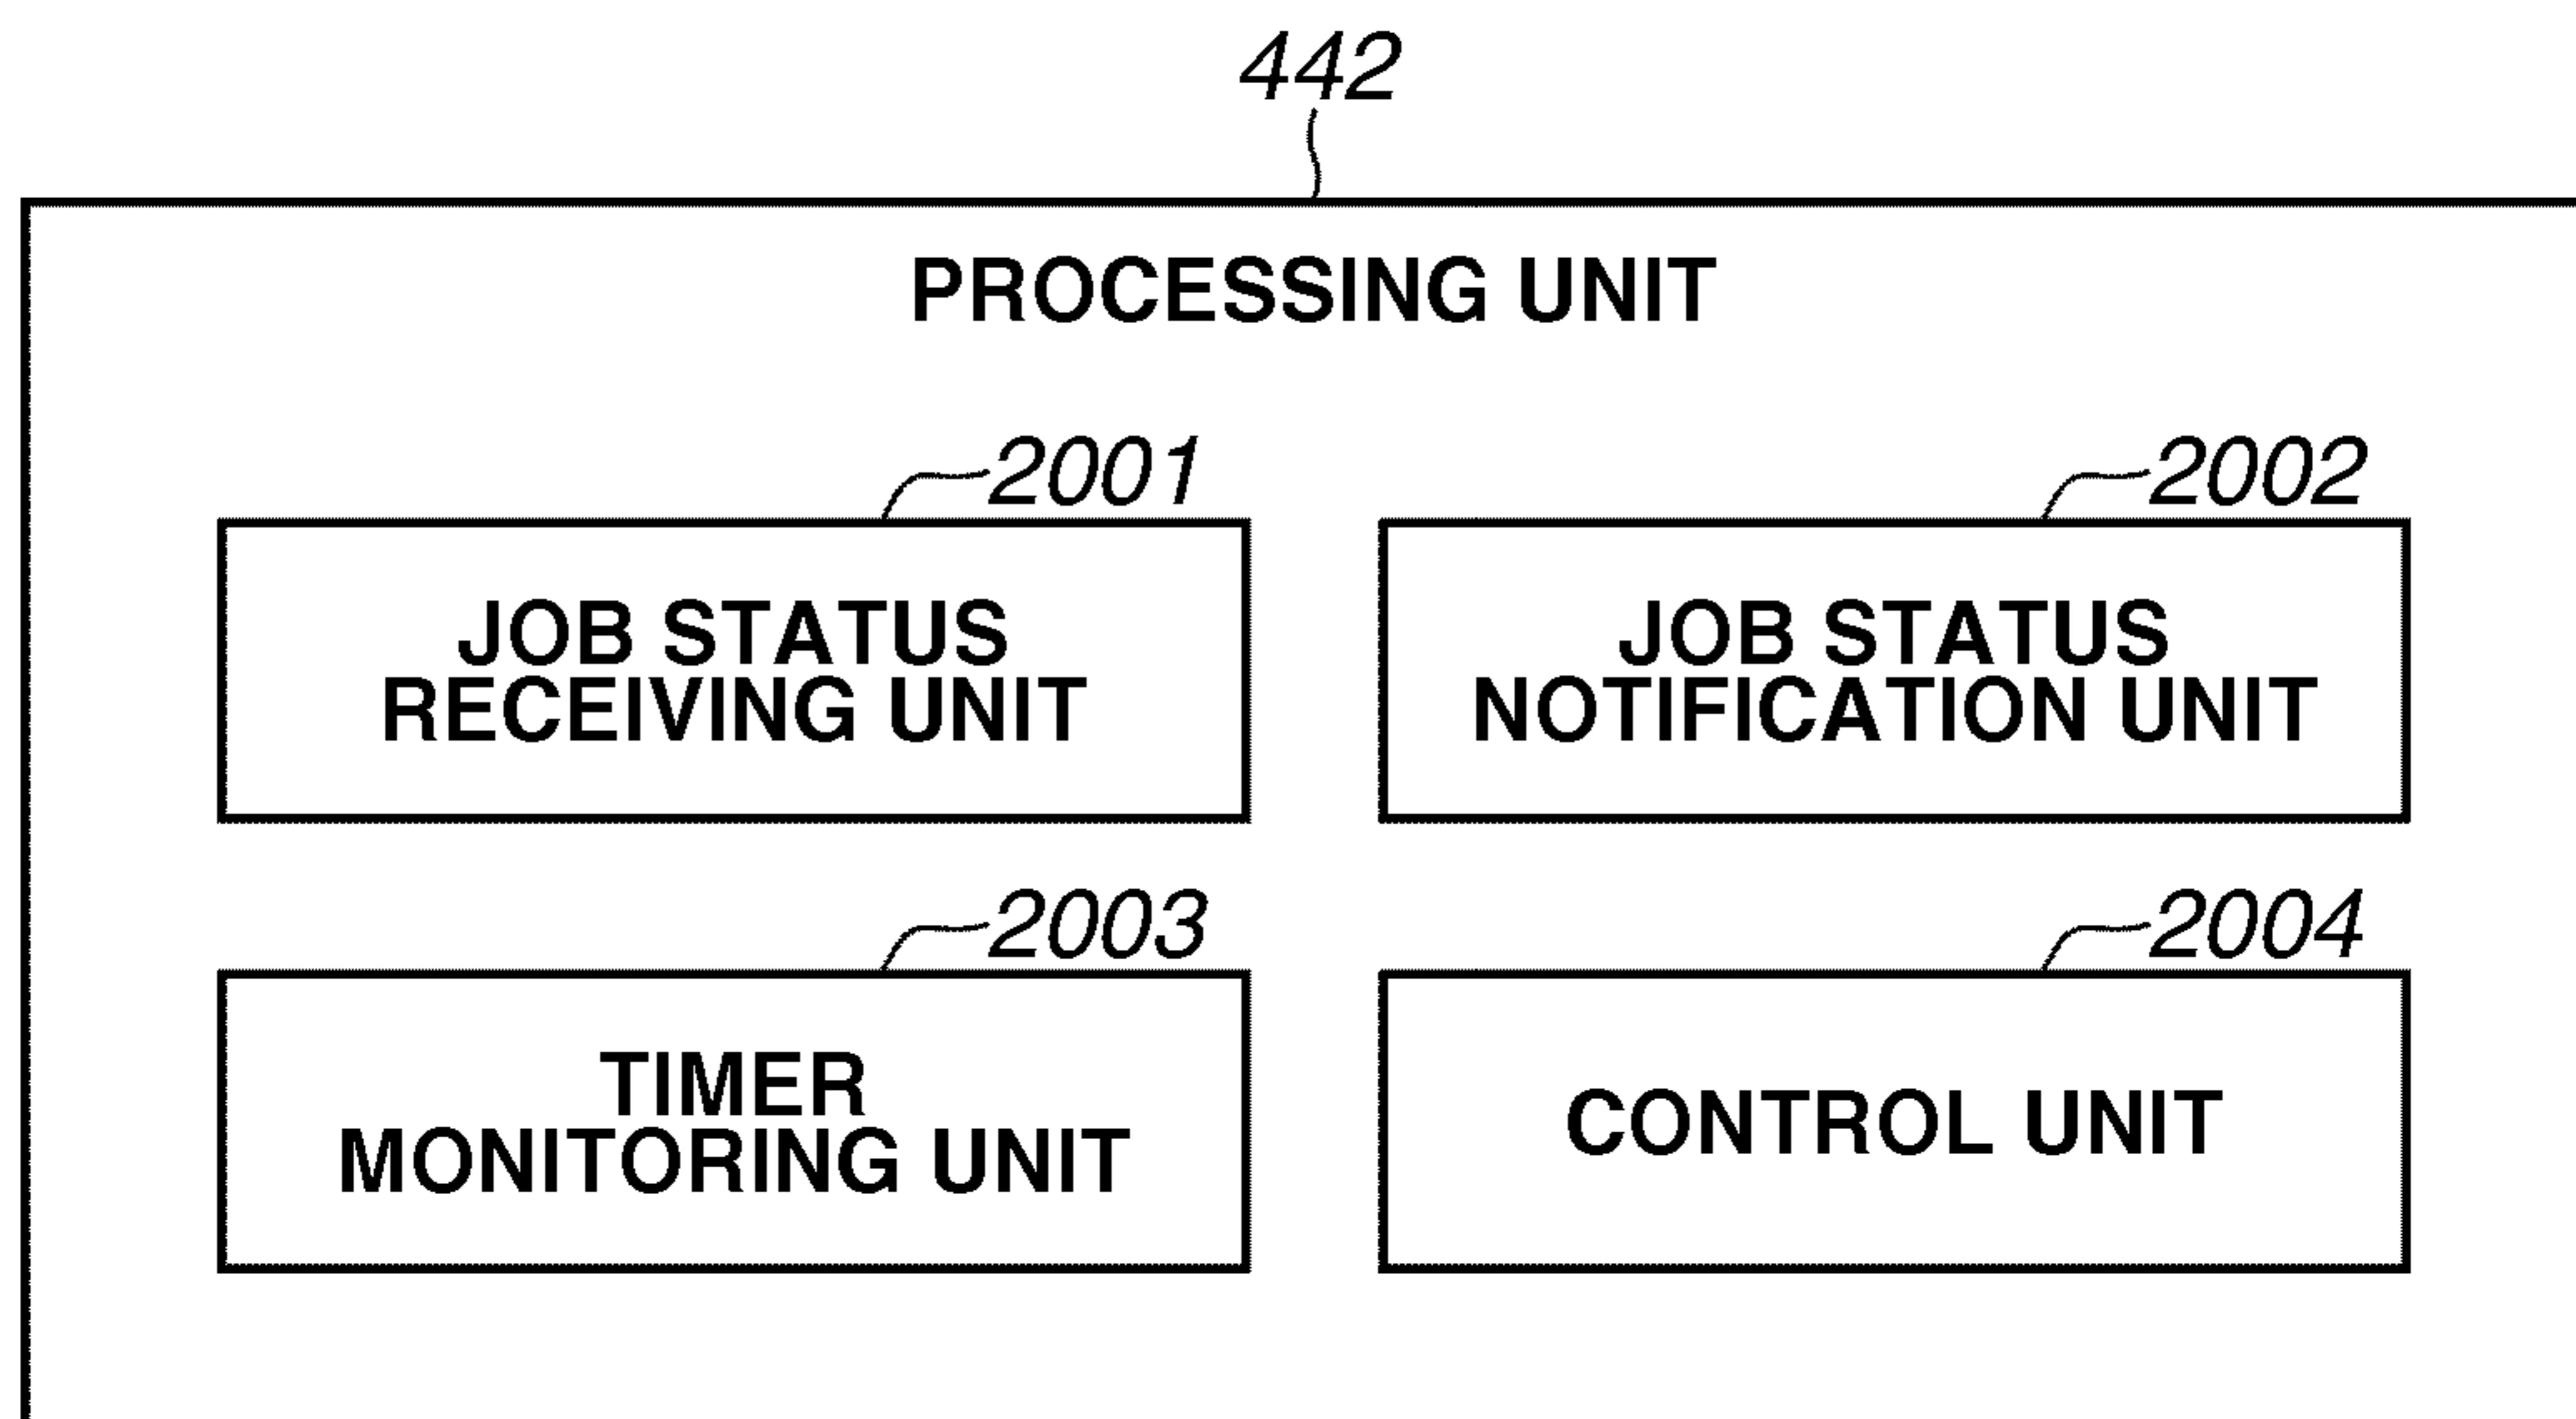 442
PROCESSING UNIT
2001
2002
JOB STATUS
RECEIVING UNIT
JOB STATUS
NOTIFICATION UNIT
2003
2004
TIMER
MONITORING UNIT
CONTROL UNIT